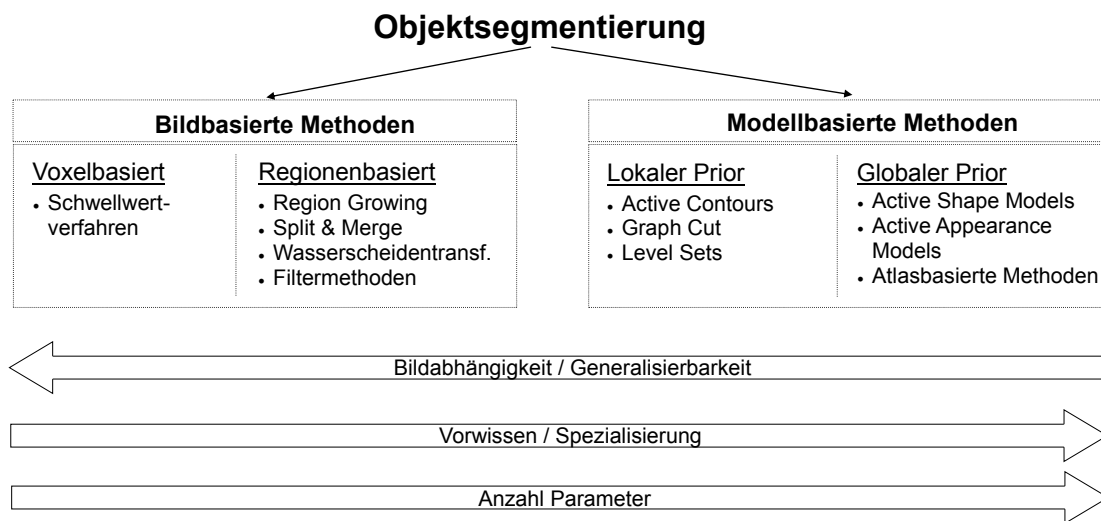 Objektsegmentierung
Bildbasierte Methoden
Voxelbasiert
• Schwellwert-
verfahren
Regionenbasiert
• Region Growing
• Split & Merge
• Wasserscheidentransf.
• Filtermethoden
Modellbasierte Methoden
Lokaler Prior
• Active Contours
• Graph Cut
• Level Sets
Globaler Prior
• Active Shape Models
• Active Appearance
Models
• Atlasbasierte Methoden
Bildabhängigkeit / Generalisierbarkeit
Vorwissen / Spezialisierung
Anzahl Parameter